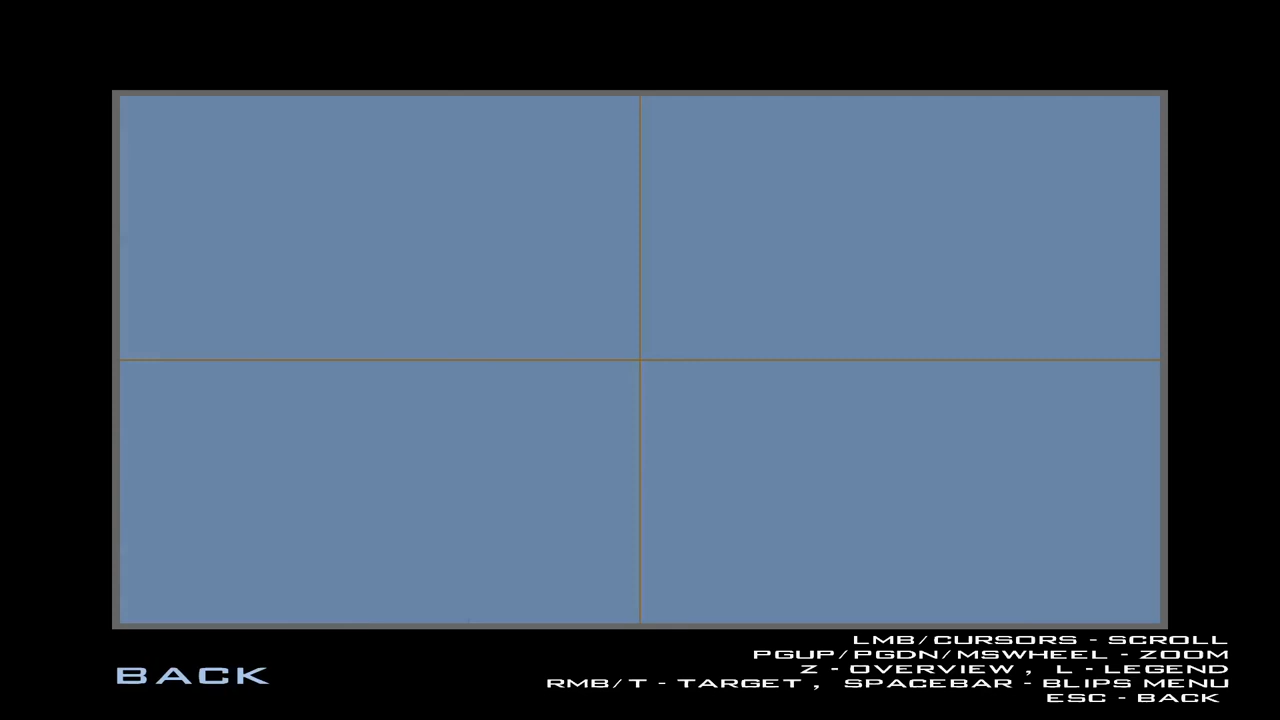 LMB/CURSORS - SCROLL
PGUP/PGDN/MSWHEEL - ZOOM
Z - OVERVIEW , L - LEGEND
RMB/T - TARGET , SPACEBAR - BLIPS MENU
ESC - BACK
BACK